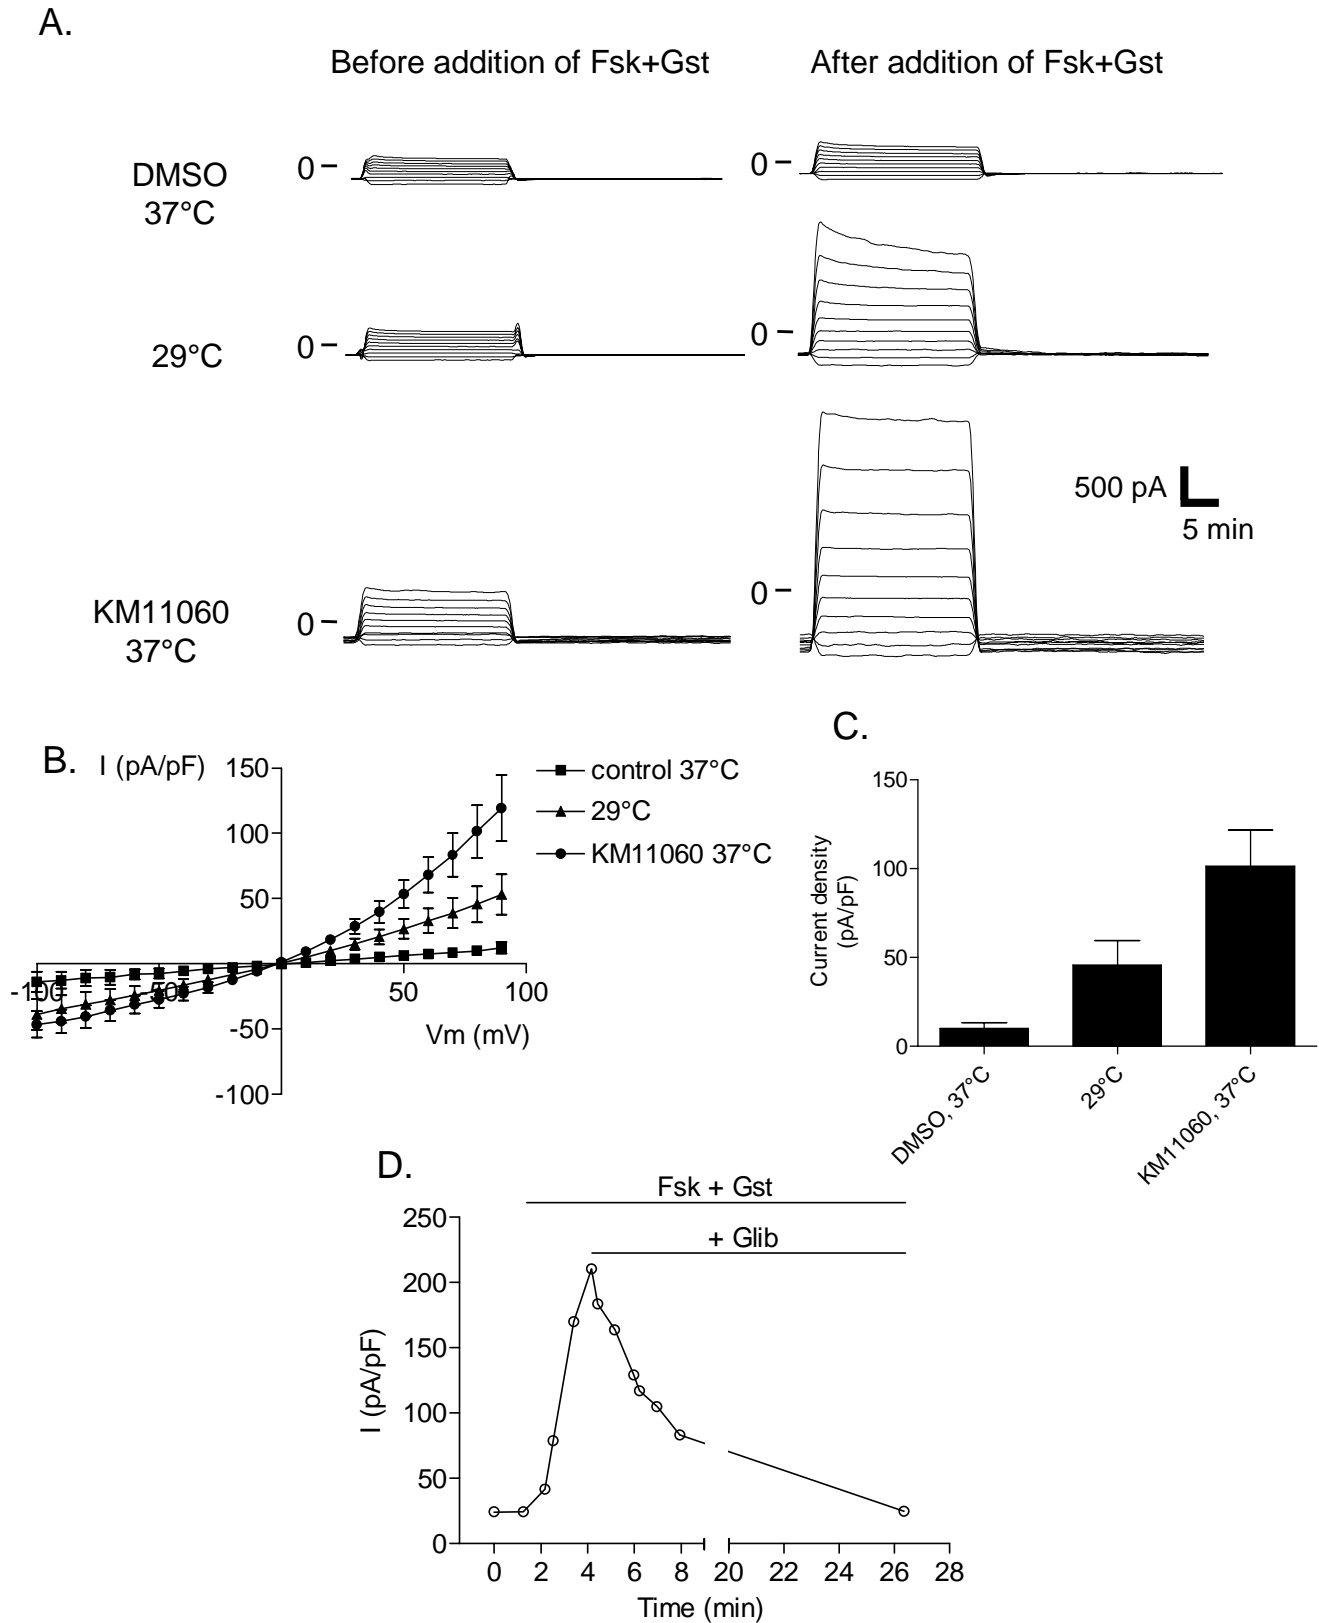 A.
Before addition of Fsk+Gst
After addition of Fsk+Gst
DMSO
37°C
0
0
29°C
0
0
500 pA
5 min
KM11060
37°C
0
0
B.
I (pA/pF)
150
100
50
-50
-100
-100
-50
50
100
Vm (mV)
control 37°C
29°C
KM11060 37°C
C.
Current density
(pA/pF)
150
100
50
0
DMSO, 37°C
29°C
KM11060, 37°C
D.
Fsk + Gst
+ Glib
I (pA/pF)
250
200
150
100
50
0
0 2 4 6 8 20 22 24 26 28
Time (min)